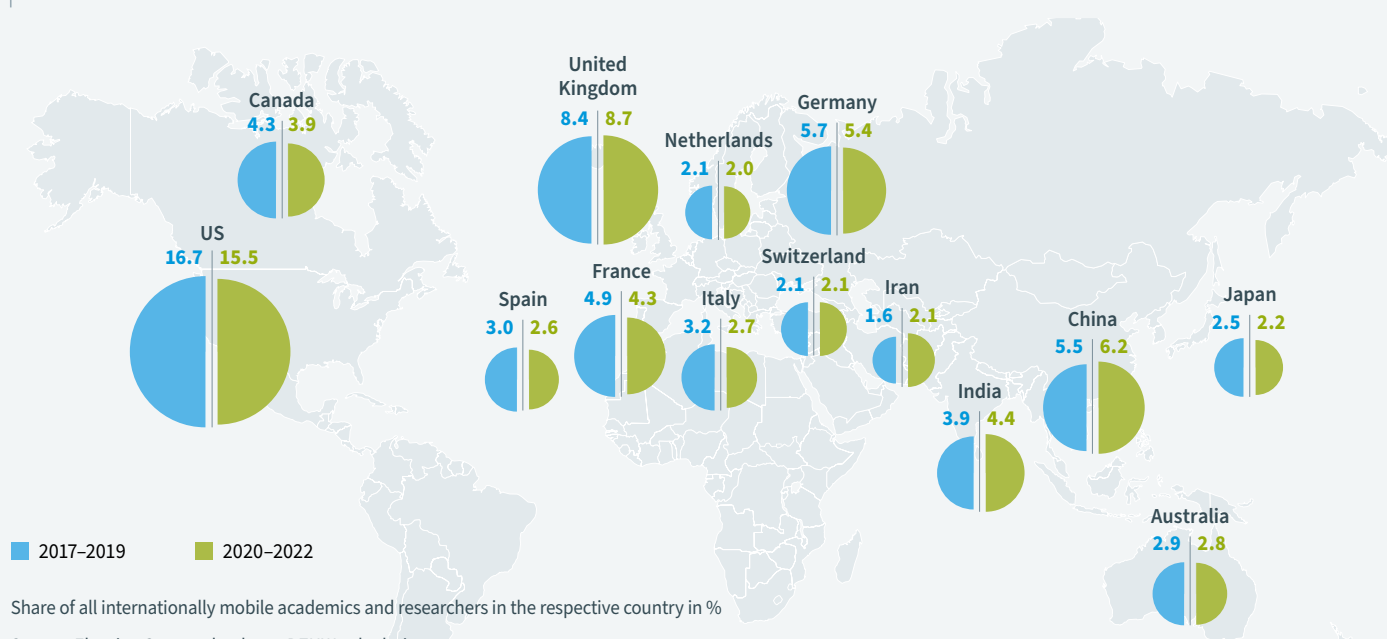 United
Kingdom
8.4 8.7
Canada
4.3 3.9
Germany
5.7 5.4
Netherlands
2.1 2.0
US
16.7 15.5
Switzerland
2.1 2.1
France
4.9 4.3
Iran
1.6 2.1
Spain
3.0 2.6
Italy
3.2 2.7
Japan
2.5 2.2
China
5.5 6.2
India
3.9 4.4
Australia
2.9 2.8
2017–2019 2020–2022
Share of all internationally mobile academics and researchers in the respective country in %